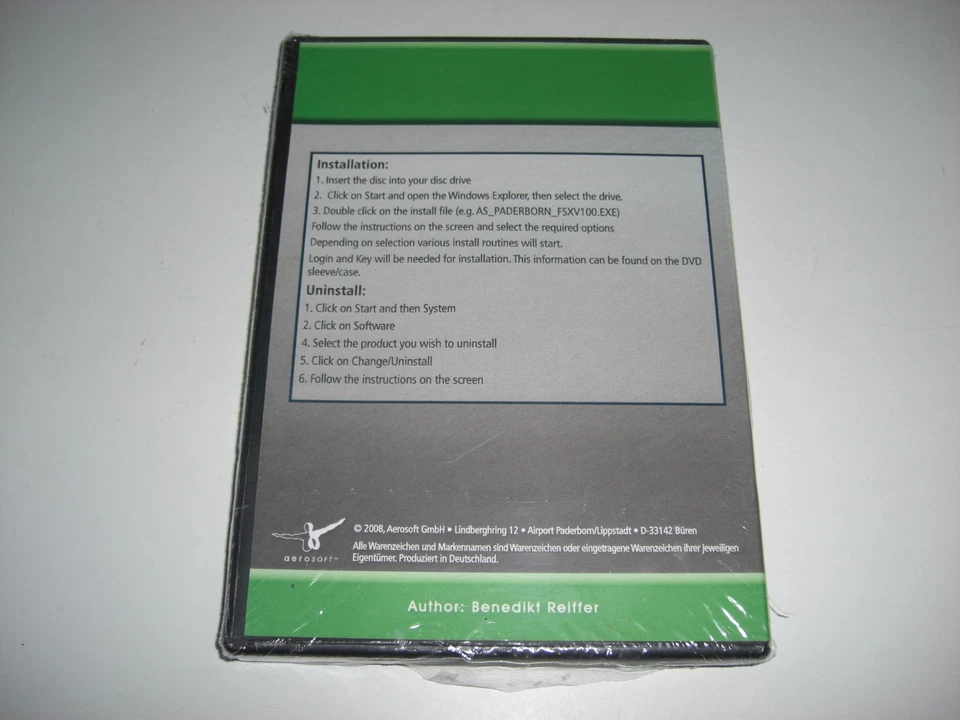 Installation:
1. Insert the disc into your disc drive
2. Click on Start and open the Windows Explorer, then select the drive.
3. Double click on the install file (e.g. AS_PADERBORN_FSXV100.EXE)
Follow the instructions on the screen and select the required options
Depending on selection various install routines will start.
Login and Key will be needed for installation. This information can be found on the DVD
sleeve/case.
Uninstall:
1. Click on Start and then System
2. Click on Software
4. Select the product you wish to uninstall
5. Click on Change/Uninstall
6. Follow the instructions on the screen
© 2008, Aerosoft GmbH • Lindberghring 12 • Airport Paderborn/Lippstadt • D-33142 Büren
Alle Warenzeichen und Markennamen sind Warenzeichen oder eingetragene Warenzeichen ihrer jeweiligen
Eigentümer. Produziert in Deutschland.
aerosoft™
Author: Benedikt Reiffer